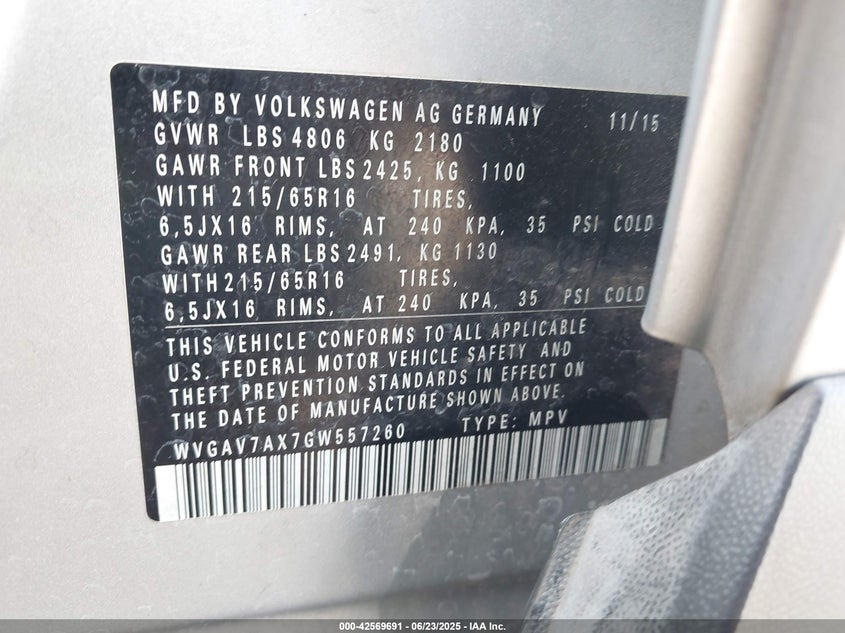 MFD BY VOLKSWAGEN AG GERMANY 11/15
GVWR LBS 4806 KG 2180
GAWR FRONT LBS 2425, KG 1100
WITH 215/65R16 TIRES,
6,5JX16 RIMS, AT 240 KPA, 35 PSI COLD
GAWR REAR LBS 2491, KG 1130
WITH215/65R16 TIRES,
6,5JX16 RIMS, AT 240 KPA, 35 PSI COLD
THIS VEHICLE CONFORMS TO ALL APPLICABLE
U.S. FEDERAL MOTOR VEHICLE SAFETY AND
THEFT PREVENTION STANDARDS IN EFFECT ON
THE DATE OF MANUFACTURE SHOWN ABOVE.
WVGAV7AX7GW557260 TYPE: MPV
000-42569691 - 06/23/2025 - IAA Inc.